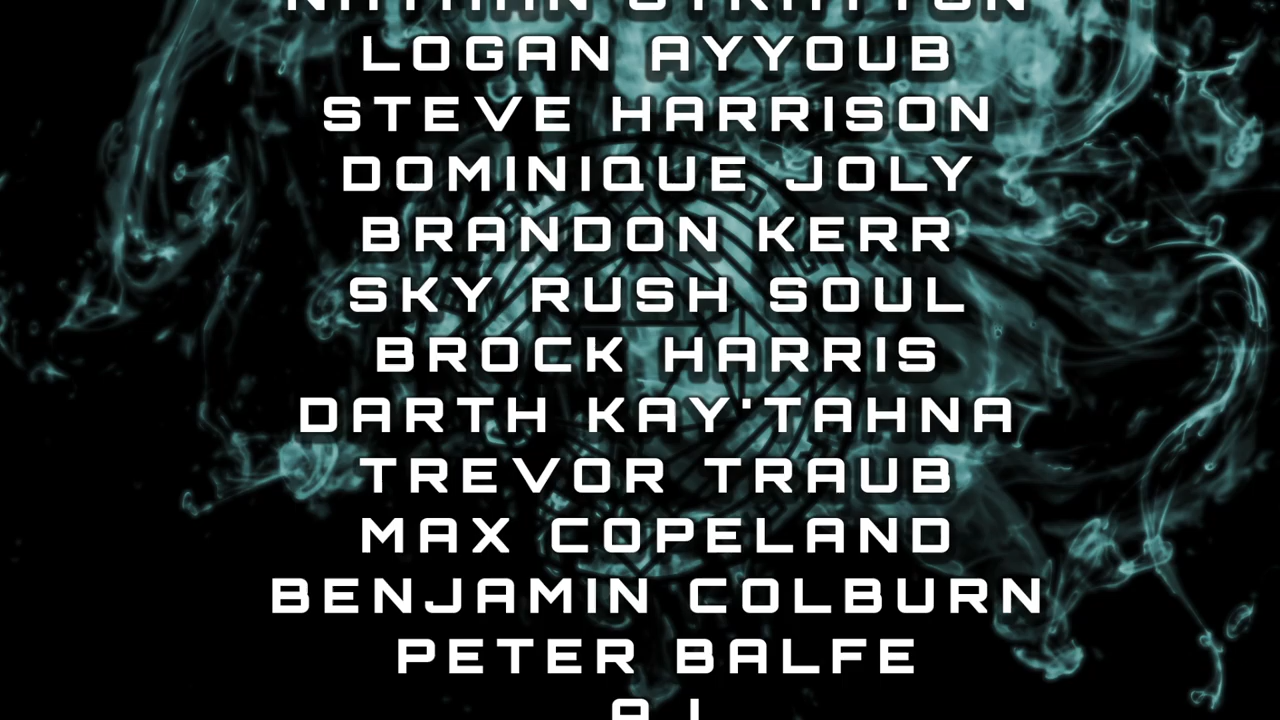 LOGAN AYYOUB
STEVE HARRISON
DOMINIQUE JOLY
BRANDON KERR
SKY RUSH SOUL
BROCK HARRIS
DARTH KAY'TAHNA
TREVOR TRAUB
MAX COPELAND
BENJAMIN COLBURN
PETER BALFE